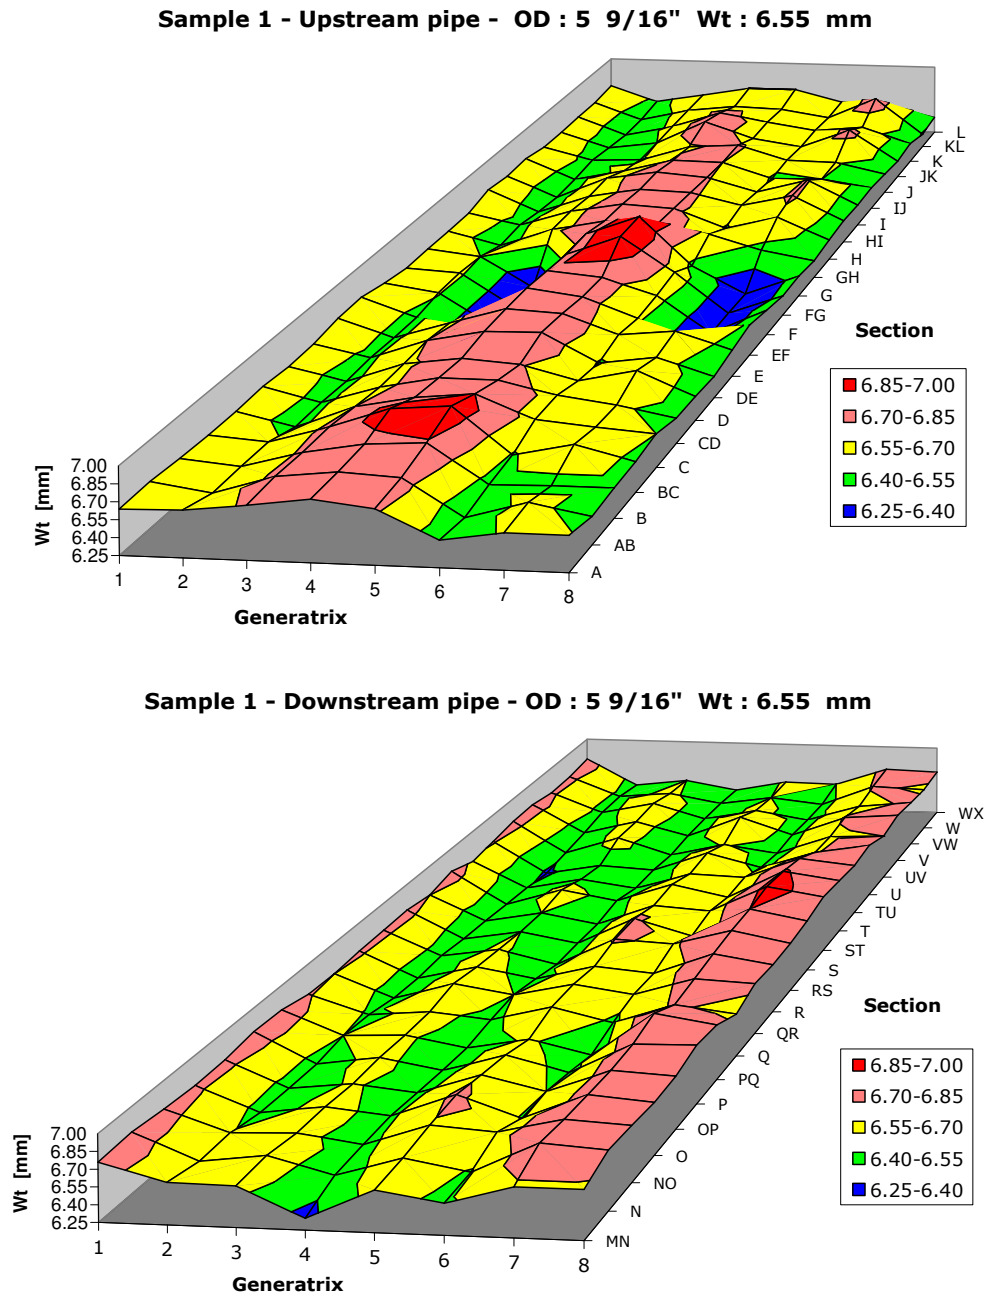 Sample 1 - Upstream pipe - OD : 5 9/16" Wt : 6.55 mm
L
KL
K
JK
J
IJ
I
HI
H
GH
G
FG
F
EF
E
DE
D
CD
C
BC
B
AB
A
Section
6.85-7.00
6.70-6.85
6.55-6.70
6.40-6.55
6.25-6.40
Wt [mm]
7.00
6.85
6.70
6.55
6.40
6.25
1 2 3 4 5 6 7 8
Generatrix
Sample 1 - Downstream pipe - OD : 5 9/16" Wt : 6.55 mm
WX
W
VW
V
UV
U
TU
T
ST
S
RS
R
QR
Q
PQ
P
OP
O
NO
N
MN
Section
6.85-7.00
6.70-6.85
6.55-6.70
6.40-6.55
6.25-6.40
Wt [mm]
7.00
6.85
6.70
6.55
6.40
6.25
1 2 3 4 5 6 7 8
Generatrix